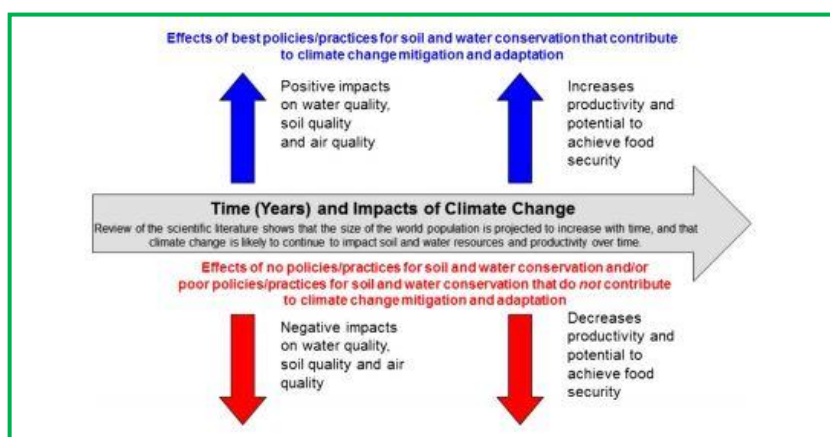 Effects of best policies/practices for soil and water conservation that contribute
to climate change mitigation and adaptation
Positive impacts
on water quality,
soil quality
and air quality
Increases
productivity and
potential to
achieve food
security
Time (Years) and Impacts of Climate Change
Review of the scientific literature shows that the size of the world population is projected to increase with time, and that
climate change is likely to continue to impact soil and water resources and productivity over time.
Effects of no policies/practices for soil and water conservation and/or
poor policies/practices for soil and water conservation that do not contribute
to climate change mitigation and adaptation
Negative impacts
on water quality,
soil quality and air
quality
Decreases
productivity and
potential to
achieve food
security